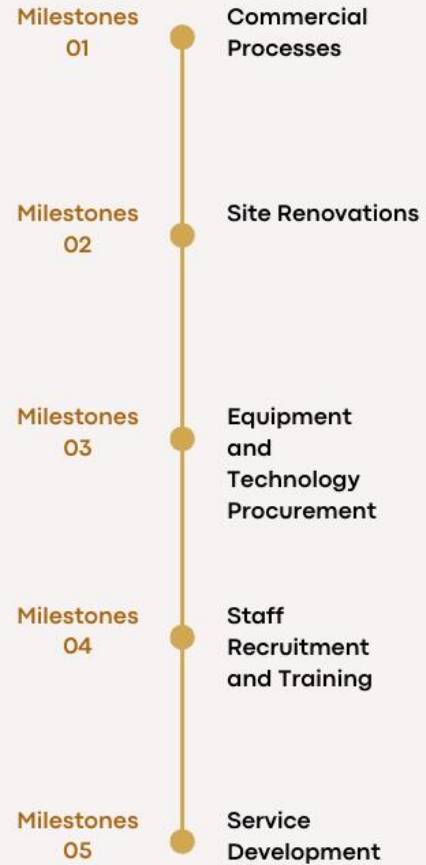 Milestones
01
Commercial
Processes
Milestones
02
Site Renovations
Milestones
03
Equipment
and
Technology
Procurement
Milestones
04
Staff
Recruitment
and Training
Milestones
05
Service
Development